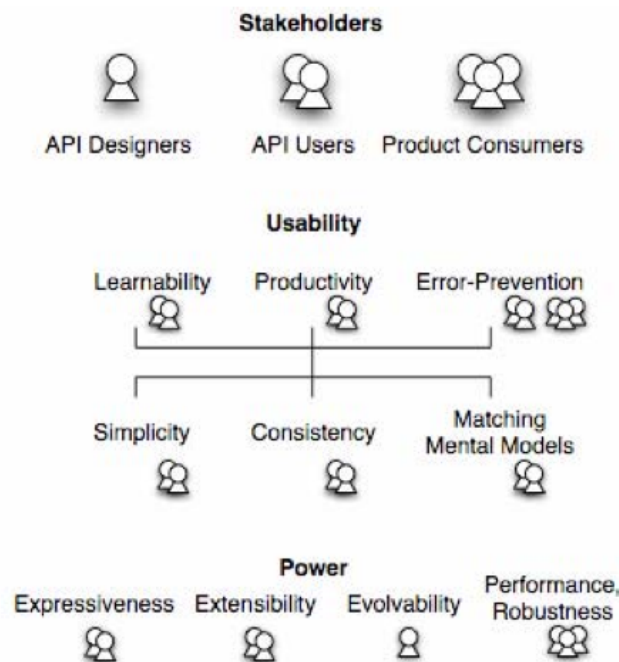 Stakeholders
API Designers API Users Product Consumers
Usability
Learnability Productivity Error-Prevention
Simplicity Consistency Matching
Mental Models
Power
Expressiveness Extensibility Evolvability Performance,
Robustness